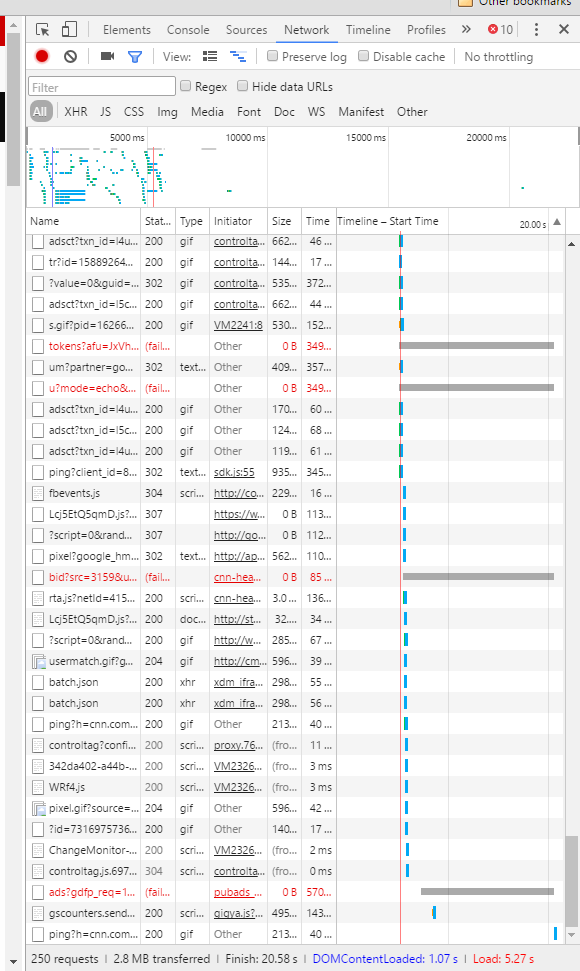 Other bookmarks
Elements Console Sources Network Timeline Profiles » 10
View: Preserve log Disable cache No throttling
Filter Regex Hide data URLs
All XHR JS CSS Img Media Font Doc WS Manifest Other
5000 ms 10000 ms 15000 ms 20000 ms
Name Stat... Type Initiator Size Time Timeline – Start Time 20.00 s
adsct?txn_id=l4u... 200 gif controlta... 662... 46 ...
tr?id=15889264... 200 gif controlta... 144... 17 ...
?value=0&guid=... 302 gif controlta... 535... 372...
adsct?txn_id=l5c... 200 gif controlta... 662... 44 ...
s.gif?pid=16266... 200 gif VM2241:8 530... 152...
tokens?afu=JxVh... (fail... Other 0 B 349...
um?partner=go... 302 text... Other 409... 357...
u?mode=echo&... (fail... Other 0 B 349...
adsct?txn_id=l4u... 200 gif Other 170... 60 ...
adsct?txn_id=l5c... 200 gif Other 124... 68 ...
adsct?txn_id=l4u... 200 gif Other 119... 61 ...
ping?client_id=8... 302 text... sdk.js:55 935... 345...
fbevents.js 304 scri... http://co... 229... 16 ...
Lcj5EtQ5qmD.js?... 307 https://w... 0 B 113...
?script=0&rand... 307 http://go... 0 B 112...
pixel?google_hm... 302 text... http://ap... 562... 110...
bid?src=3159&u... (fail... cnn-hea... 0 B 85 ...
rta.js?netId=415... 200 scri... cnn-hea... 3.0 ... 136...
Lcj5EtQ5qmD.js?... 200 doc... http://st... 32.... 34 ...
?script=0&rand... 200 gif http://w... 285... 67 ...
usermatch.gif?g... 204 gif http://cm... 596... 39 ...
batch.json 200 xhr xdm_ifra... 298... 55 ...
batch.json 200 xhr xdm_ifra... 298... 56 ...
ping?h=cnn.com... 200 gif Other 213... 40 ...
controltag?confi... 200 scri... proxy.76... (fro... 11 ...
342da402-a44b-... 200 scri... VM2326... (fro... 3 ms
WRf4.js 200 scri... VM2326... (fro... 3 ms
pixel.gif?source=... 204 gif Other 596... 42 ...
?id=7316975736... 200 gif Other 140... 17 ...
ChangeMonitor-... 200 scri... VM2326... (fro... 2 ms
controltag.js.697... 304 scri... controlta... (fro... 0 ms
ads?gdfp_req=1... (fail... pubads_... 0 B 570...
gscounters.send... 200 scri... gigya.js?... 495... 143...
ping?h=cnn.com... 200 gif Other 213... 40 ...
250 requests | 2.8 MB transferred | Finish: 20.58 s | DOMContentLoaded: 1.07 s | Load: 5.27 s